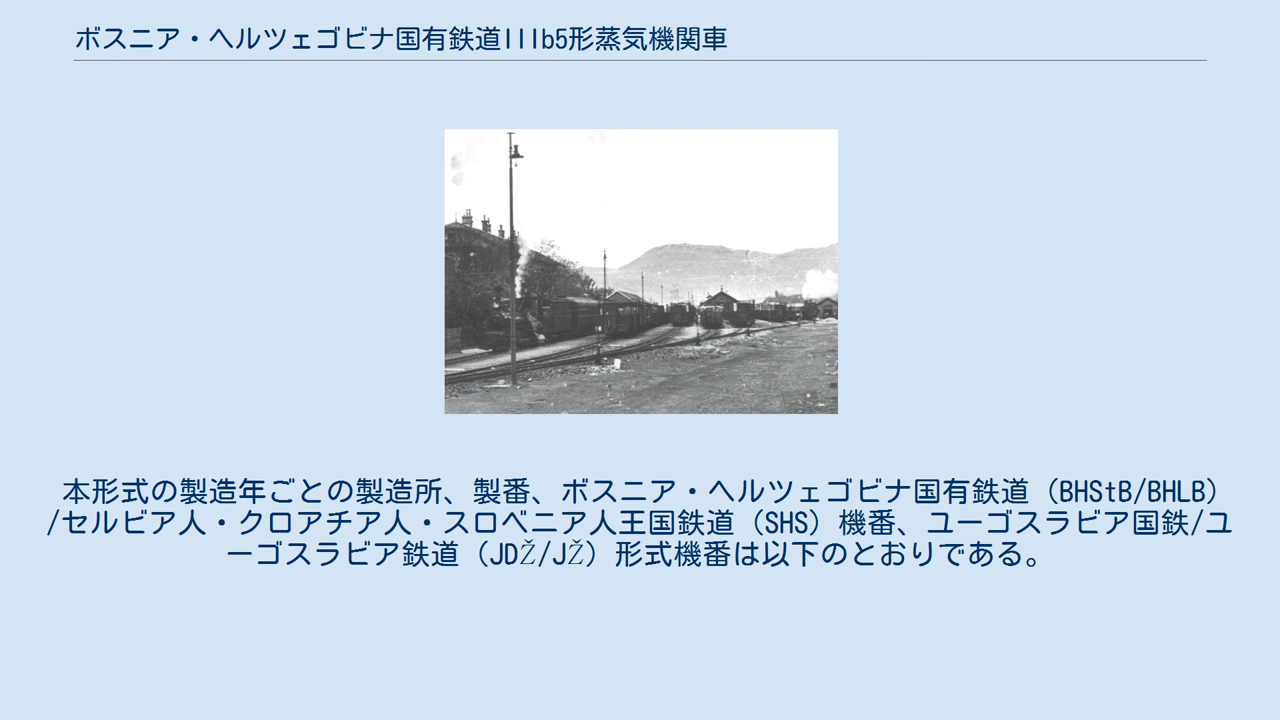 ボスニア・ヘルツェゴビナ国有鉄道IIIb5形蒸気機関車
本形式の製造年ごとの製造所、製番、ボスニア・ヘルツェゴビナ国有鉄道（BHStB/BHLB）
/セルビア人・クロアチア人・スロベニア人王国鉄道（SHS）機番、ユーゴスラビア国鉄/ユ
ーゴスラビア鉄道（JDŽ/JŽ）形式機番は以下のとおりである。